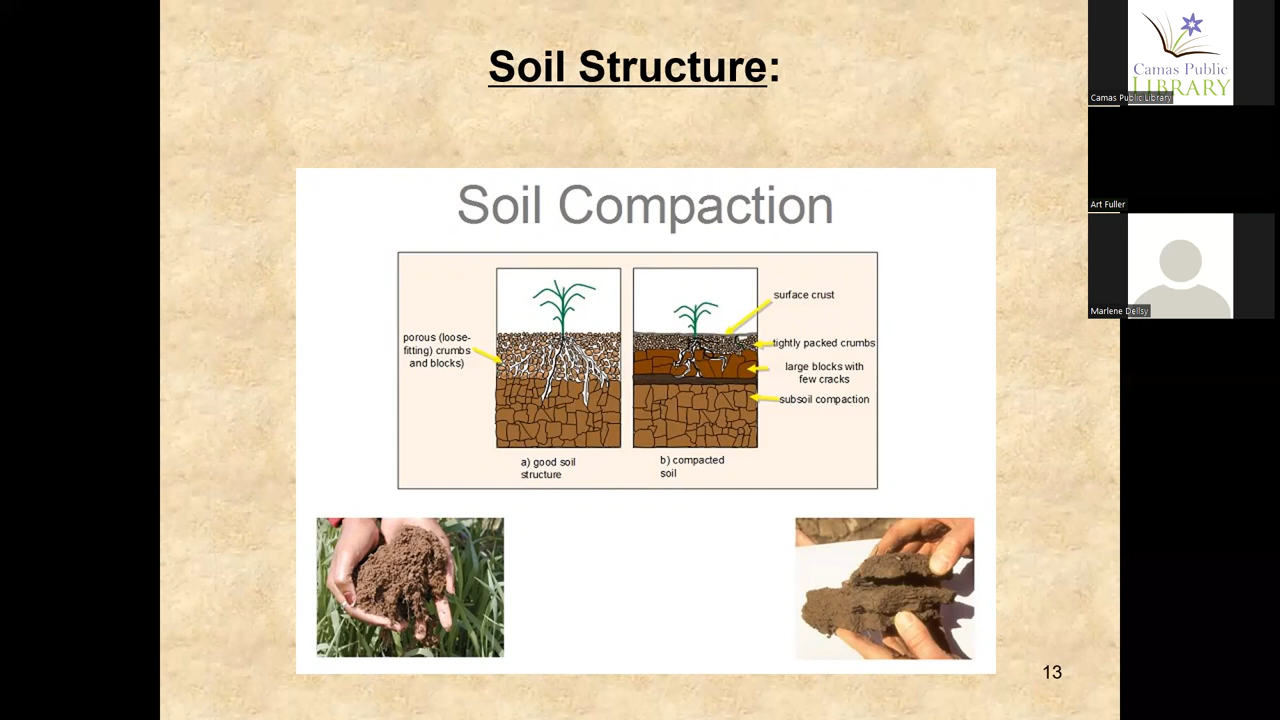 Soil Structure:
Soil Compaction
porous (loose-
fitting) crumbs
and blocks)
surface crust
tightly packed crumbs
large blocks with
few cracks
subsoil compaction
a) good soil
structure
b) compacted
soil
13
Camas Public
LIBRARY
Camas Public Library
Art Fuller
Marlene Dellsy